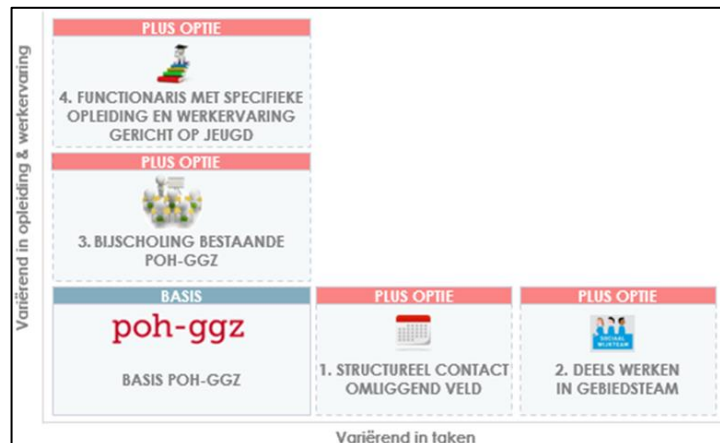 Variërend in opleiding & werkervaring
PLUS OPTIE
4. FUNCTIONARIS MET SPECIFIEKE
OPLEIDING EN WERKERVARING
GERICHT OP JEUGD
PLUS OPTIE
3. BIJSCHOLING BESTAANDE
POH-GGZ
BASIS
poh-ggz
BASIS POH-GGZ
PLUS OPTIE
1. STRUCTUREEL CONTACT
OMLIGGEND VELD
PLUS OPTIE
SOCIAAL
WIJKTEAM
2. DEELS WERKEN
IN GEBIEDSTEAM
Variërend in taken